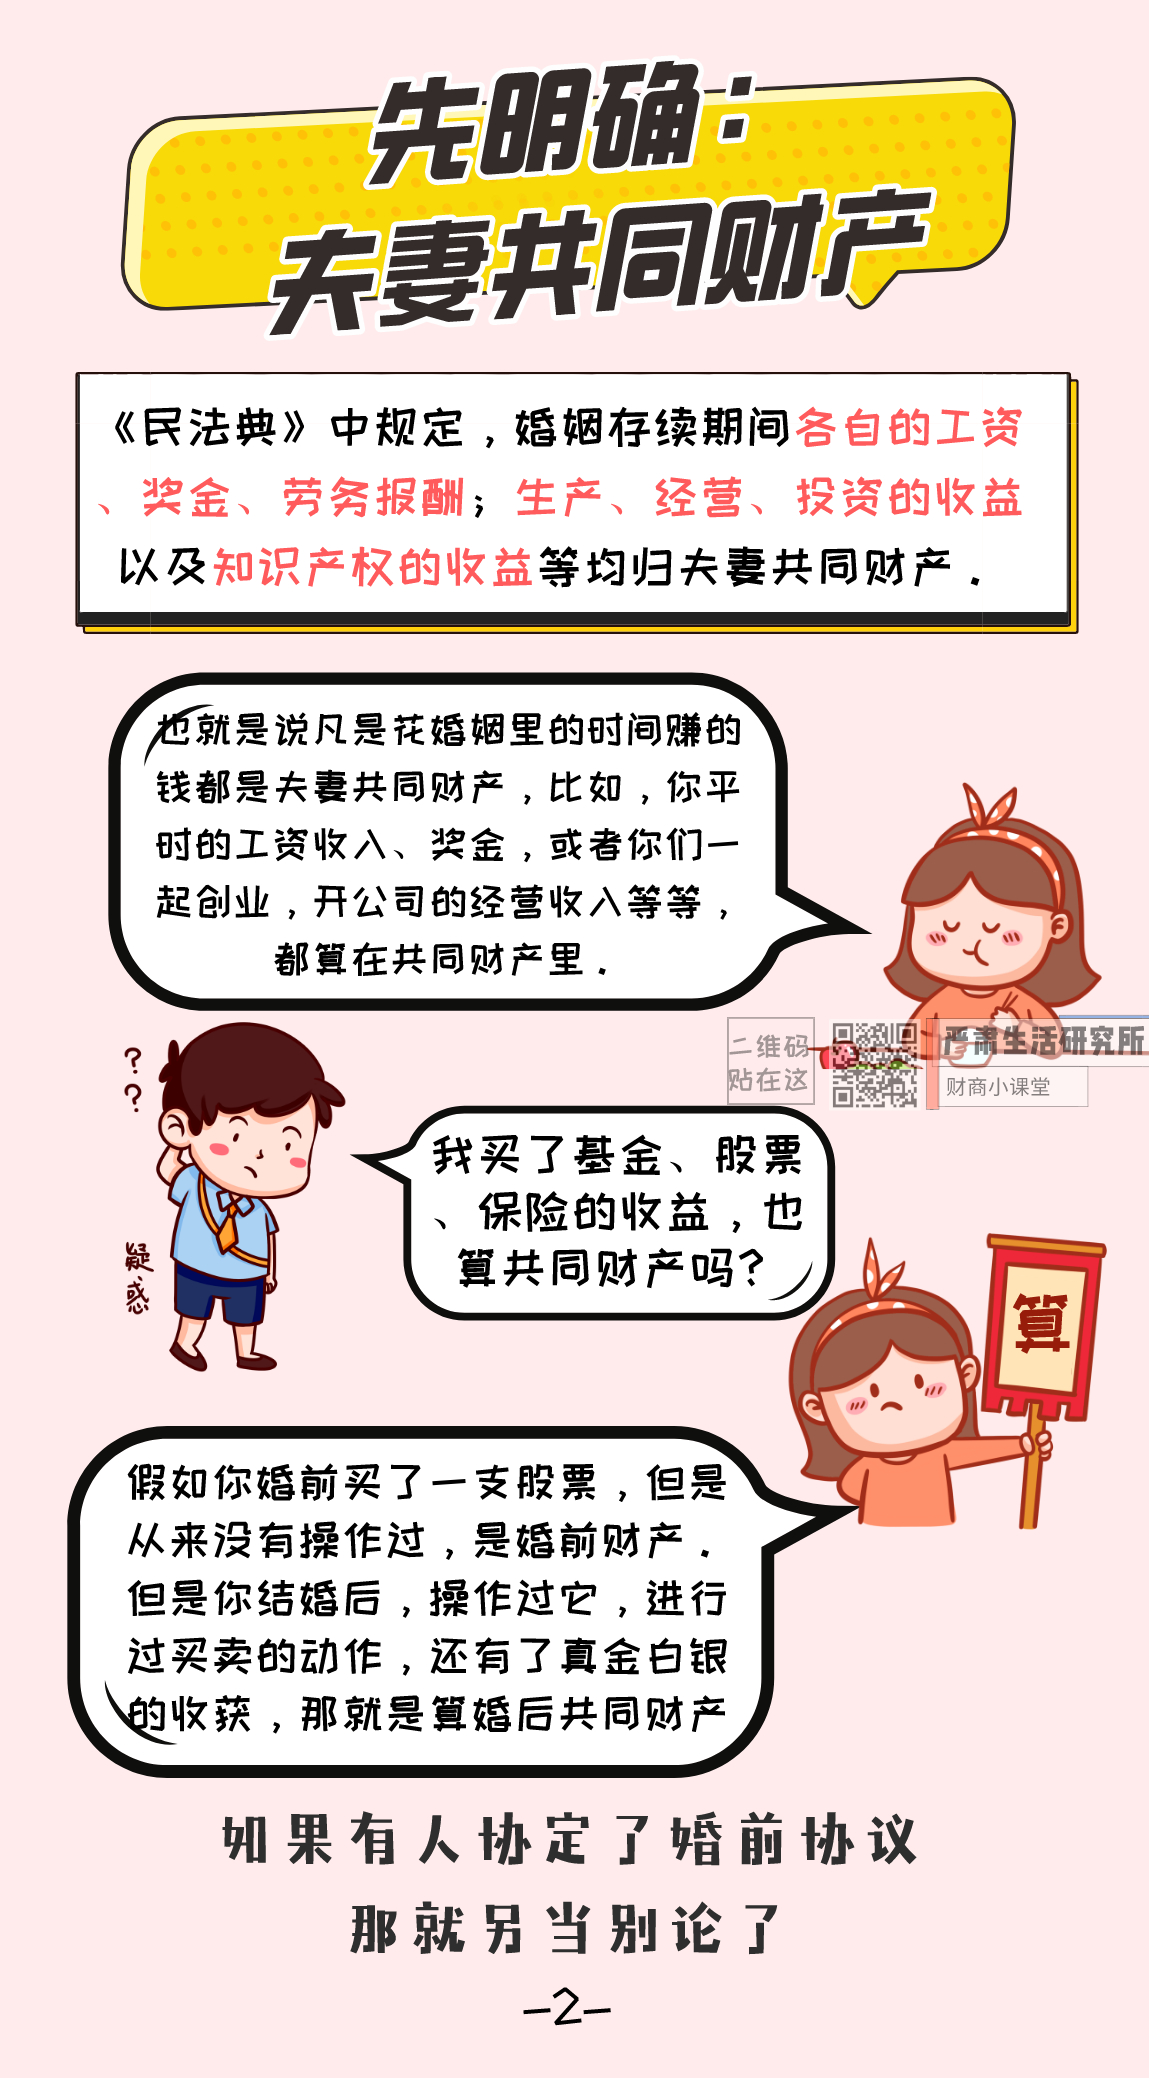 先明确：
夫妻共同财产
《民法典》中规定，婚姻存续期间各自的工资
、奖金、劳务报酬；生产、经营、投资的收益
以及知识产权的收益等均归夫妻共同财产．
也就是说凡是花婚姻里的时间赚的
钱都是夫妻共同财产，比如，你平
时的工资收入、奖金，或者你们一
起创业，开公司的经营收入等等，
都算在共同财产里．
二维码
贴在这
严肃生活研究所
财商小课堂
？
？
疑惑
我买了基金、股票
、保险的收益，也
算共同财产吗？
算
假如你婚前买了一支股票，但是
从来没有操作过，是婚前财产．
但是你结婚后，操作过它，进行
过买卖的动作，还有了真金白银
的收获，那就是算婚后共同财产
如果有人协定了婚前协议
那就另当别论了
-2-